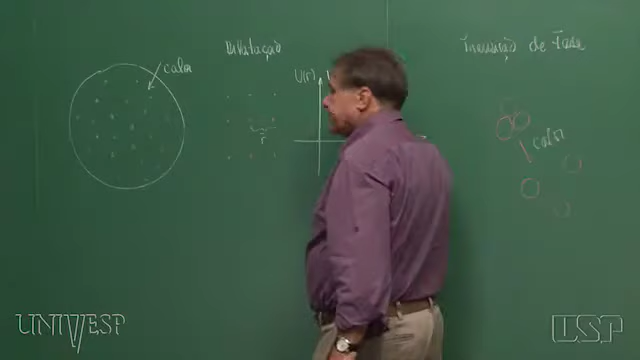 calor
Dilatação
U(r)
r
Transição de Fase
calor
UNIVESP
USP